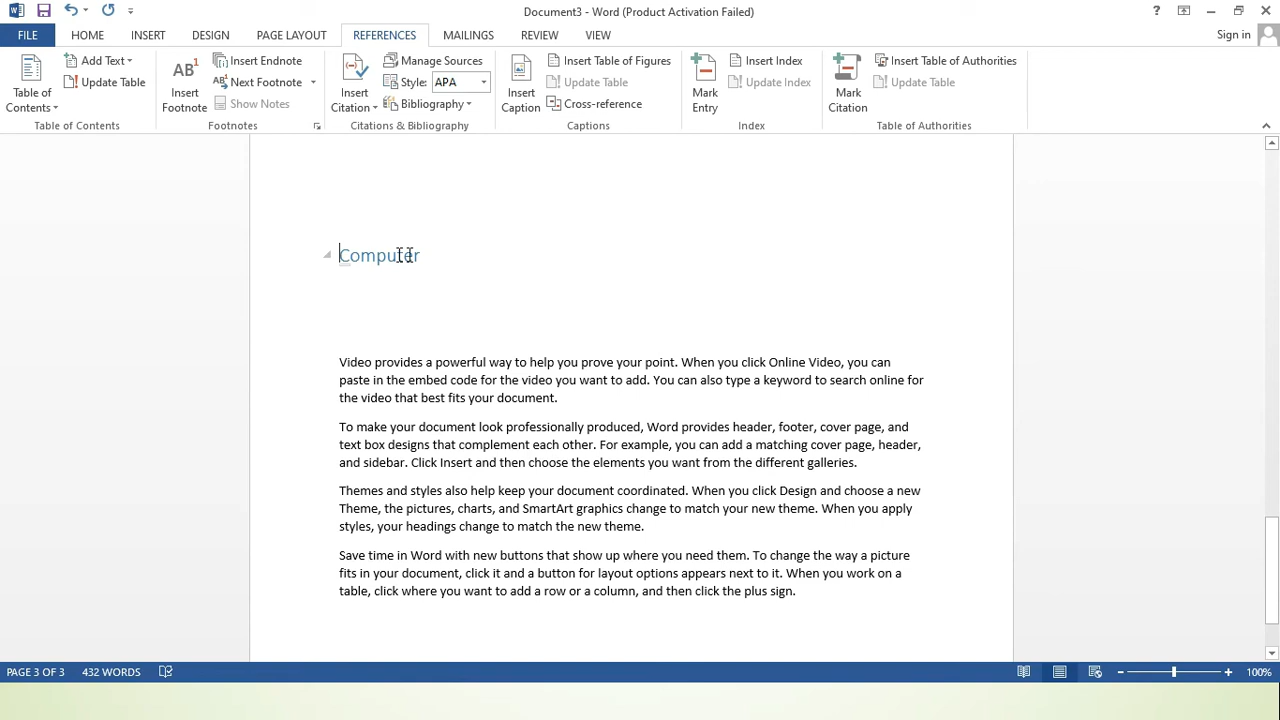 Document3 - Word (Product Activation Failed)
FILE HOME INSERT DESIGN PAGE LAYOUT REFERENCES MAILINGS REVIEW VIEW Sign in
Table of Contents
Add Text
Update Table
Table of Contents
AB¹
Insert Footnote
Insert Endnote
AB Next Footnote
Show Notes
Footnotes
Insert Citation
Manage Sources
Style: APA
Bibliography
Citations & Bibliography
Insert Caption
Insert Table of Figures
Update Table
Cross-reference
Captions
Mark Entry
Insert Index
Update Index
Index
Mark Citation
Insert Table of Authorities
Update Table
Table of Authorities
Computer
Video provides a powerful way to help you prove your point. When you click Online Video, you can
paste in the embed code for the video you want to add. You can also type a keyword to search online for
the video that best fits your document.
To make your document look professionally produced, Word provides header, footer, cover page, and
text box designs that complement each other. For example, you can add a matching cover page, header,
and sidebar. Click Insert and then choose the elements you want from the different galleries.
Themes and styles also help keep your document coordinated. When you click Design and choose a new
Theme, the pictures, charts, and SmartArt graphics change to match your new theme. When you apply
styles, your headings change to match the new theme.
Save time in Word with new buttons that show up where you need them. To change the way a picture
fits in your document, click it and a button for layout options appears next to it. When you work on a
table, click where you want to add a row or a column, and then click the plus sign.
PAGE 3 OF 3 432 WORDS 100%